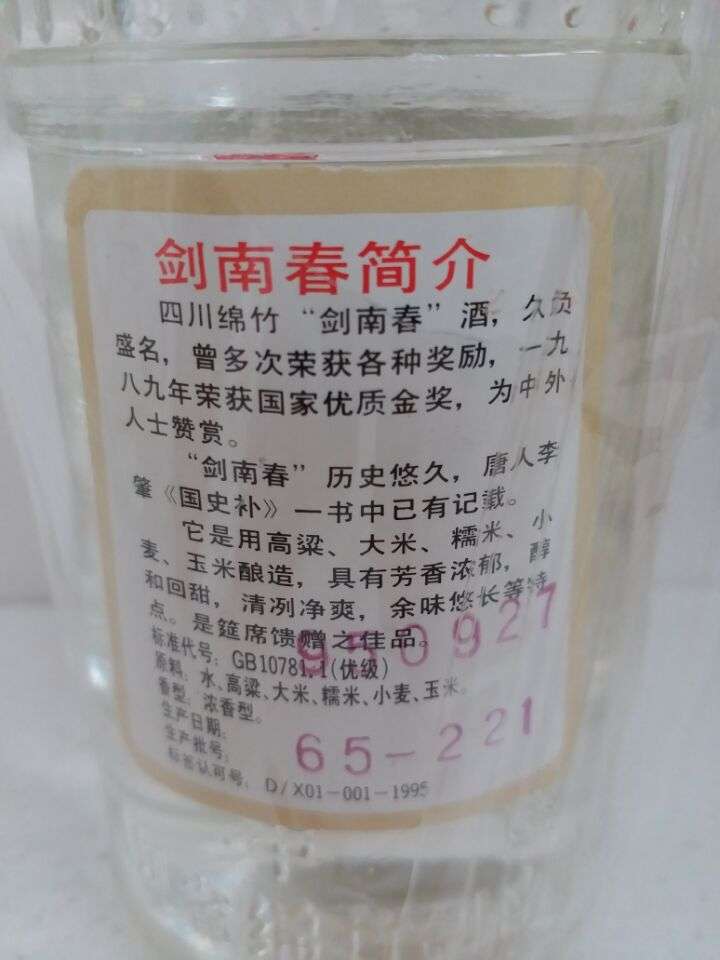 剑南春简介
四川绵竹“剑南春”酒，久负
盛名，曾多次荣获各种奖励，一九
八九年荣获国家优质金奖，为中外
人士赞赏。
“剑南春”历史悠久，唐人李
肇《国史补》一书中已有记载。
它是用高粱、大米、糯米、小
麦、玉米酿造，具有芳香浓郁，醇
和回甜，清冽净爽，余味悠长等特
点。是筵席馈赠之佳品。
标准代号：GB10781.1(优级)
原料：水、高粱、大米、糯米、小麦、玉米。
香型：浓香型。
生产日期：950927
生产批号：65-221
标签认可号：D/X01-001-1995